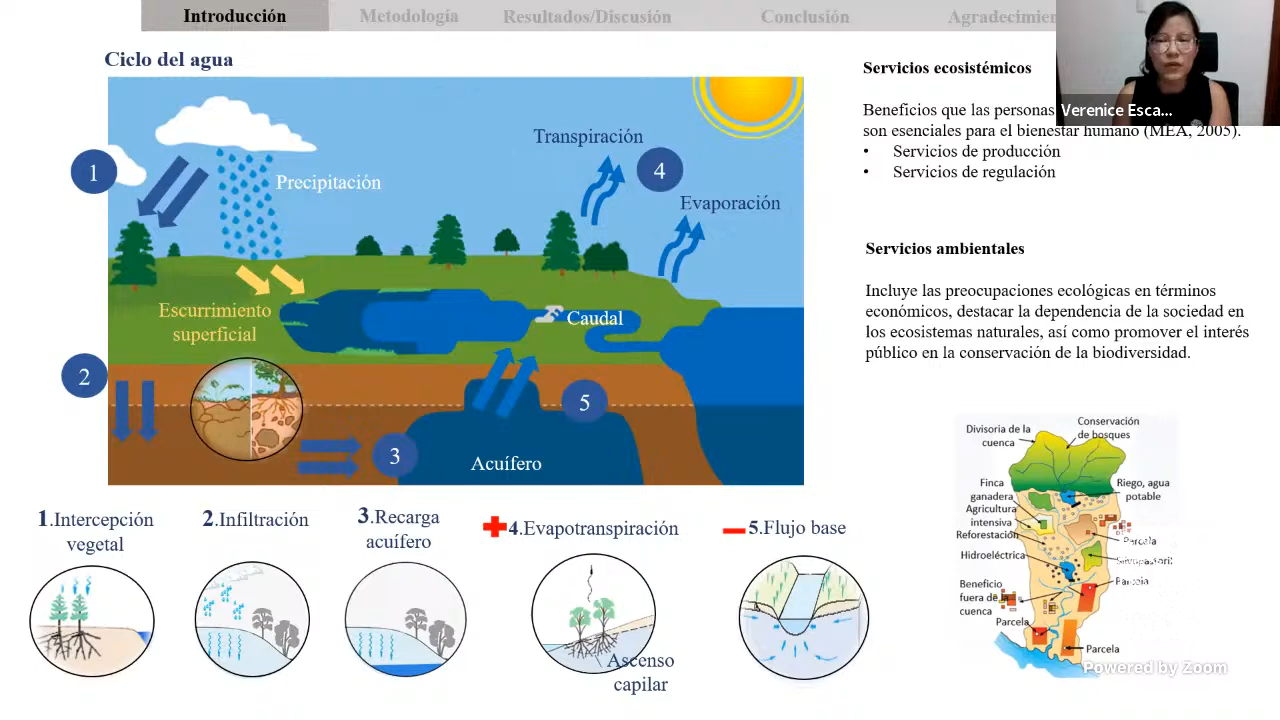 Introducción
Metodología
Resultados/Discusión
Conclusión
Agradecimien
Ciclo del agua
1
Precipitación
Transpiración
4
Evaporación
Escurrimiento
superficial
Caudal
2
5
3
Acuífero
1.Intercepción
vegetal
2.Infiltración
3.Recarga
acuífero
4.Evapotranspiración
5.Flujo base
Ascenso
capilar
Servicios ecosistémicos
Beneficios que las personas
son esenciales para el bienestar humano (MEA, 2005).
• Servicios de producción
• Servicios de regulación
Verenice Esca...
Servicios ambientales
Incluye las preocupaciones ecológicas en términos
económicos, destacar la dependencia de la sociedad en
los ecosistemas naturales, así como promover el interés
público en la conservación de la biodiversidad.
Divisoria de la
cuenca
Conservación
de bosques
Finca
ganadera
Riego, agua
potable
Agricultura
intensiva
Reforestación
Parcela
Hidroeléctrica
Parcela
Beneficio
fuera de la
cuenca
Parcela
Parcela
Powered by Zoom